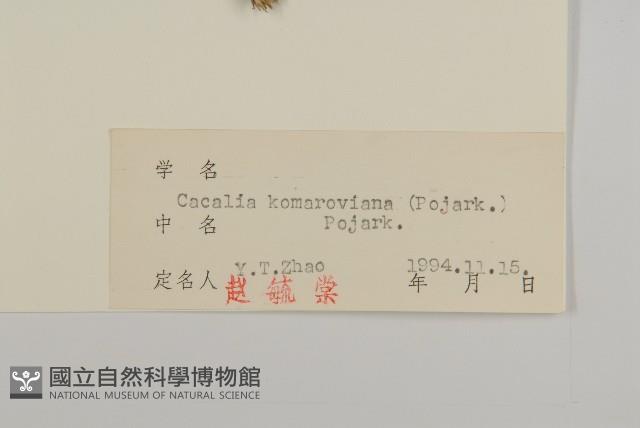 学 名
Cacalia komaroviana (Pojark.)
中 名 Pojark.
定名人 Y.T.Zhao 1994.11.15.
赵毓棠 年 月 日
國立自然科學博物館
NATIONAL MUSEUM OF NATURAL SCIENCE